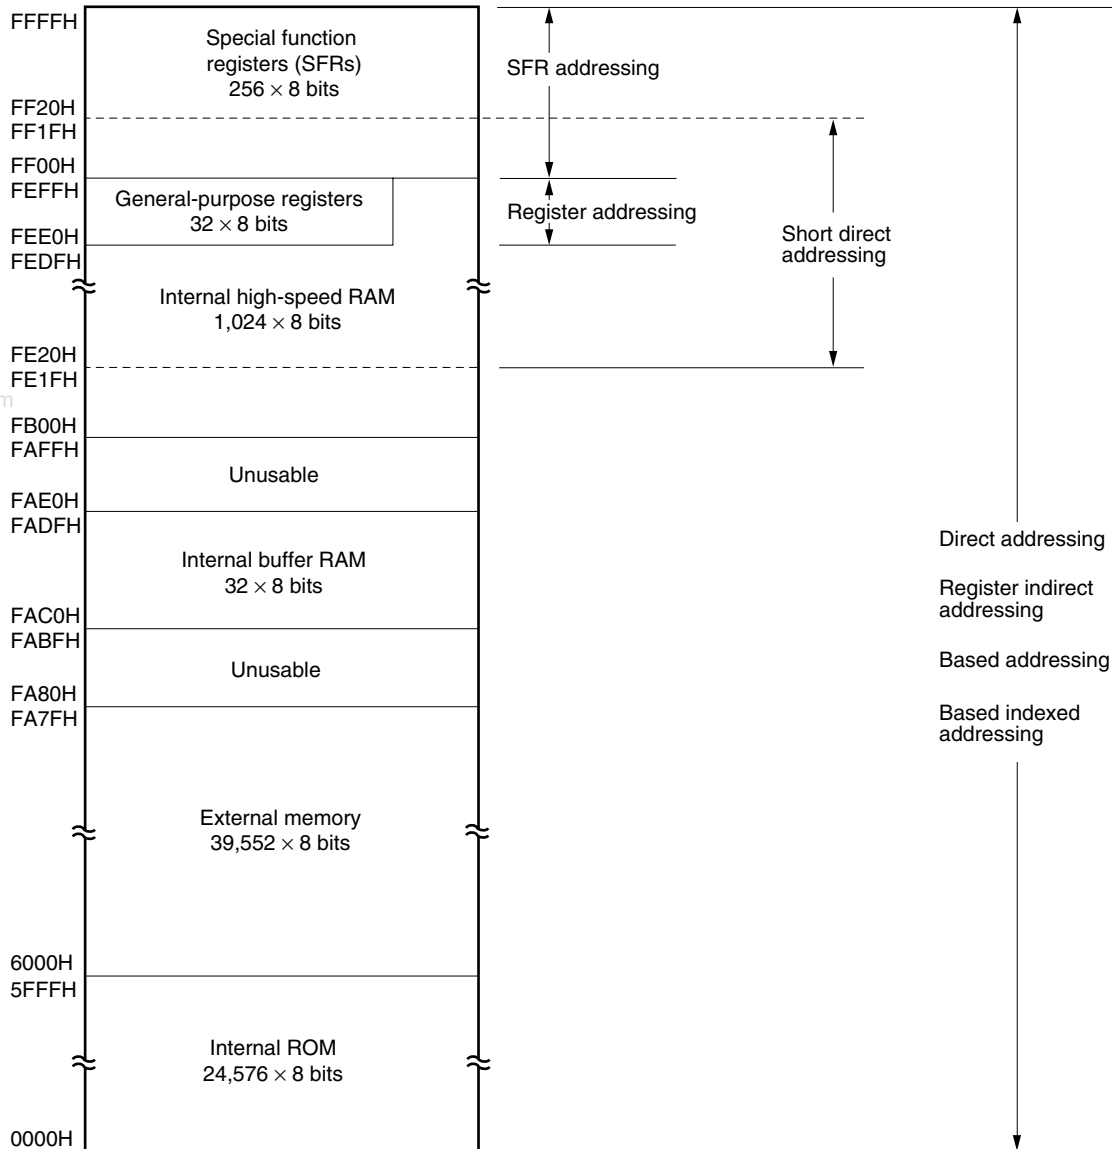 FFFFH
Special function
registers (SFRs)
256 × 8 bits
SFR addressing
FF20H
FF1FH
FF00H
FEFFH
General-purpose registers
32 × 8 bits
Register addressing
Short direct
addressing
FEE0H
FEDFH
Internal high-speed RAM
1,024 × 8 bits
FE20H
FE1FH
m
FB00H
FAFFH
Unusable
FAE0H
FADFH
Internal buffer RAM
32 × 8 bits
FAC0H
FABFH
Unusable
FA80H
FA7FH
Direct addressing
Register indirect
addressing
Based addressing
Based indexed
addressing
External memory
39,552 × 8 bits
6000H
5FFFH
Internal ROM
24,576 × 8 bits
0000H